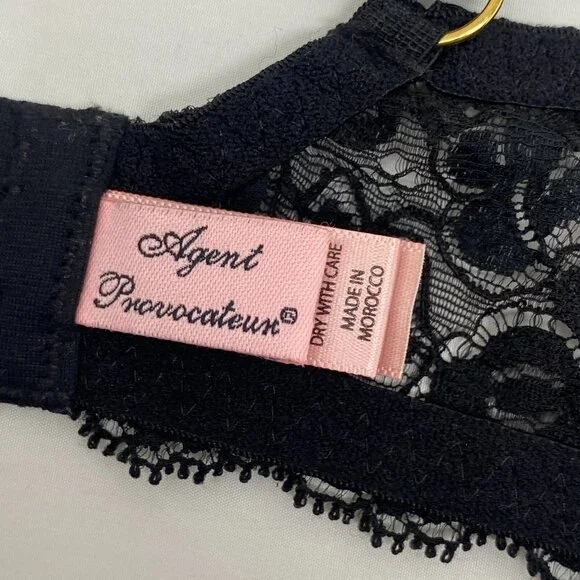 Agent
Provocateur®
DRY WITH CARE
MADE IN
MOROCCO